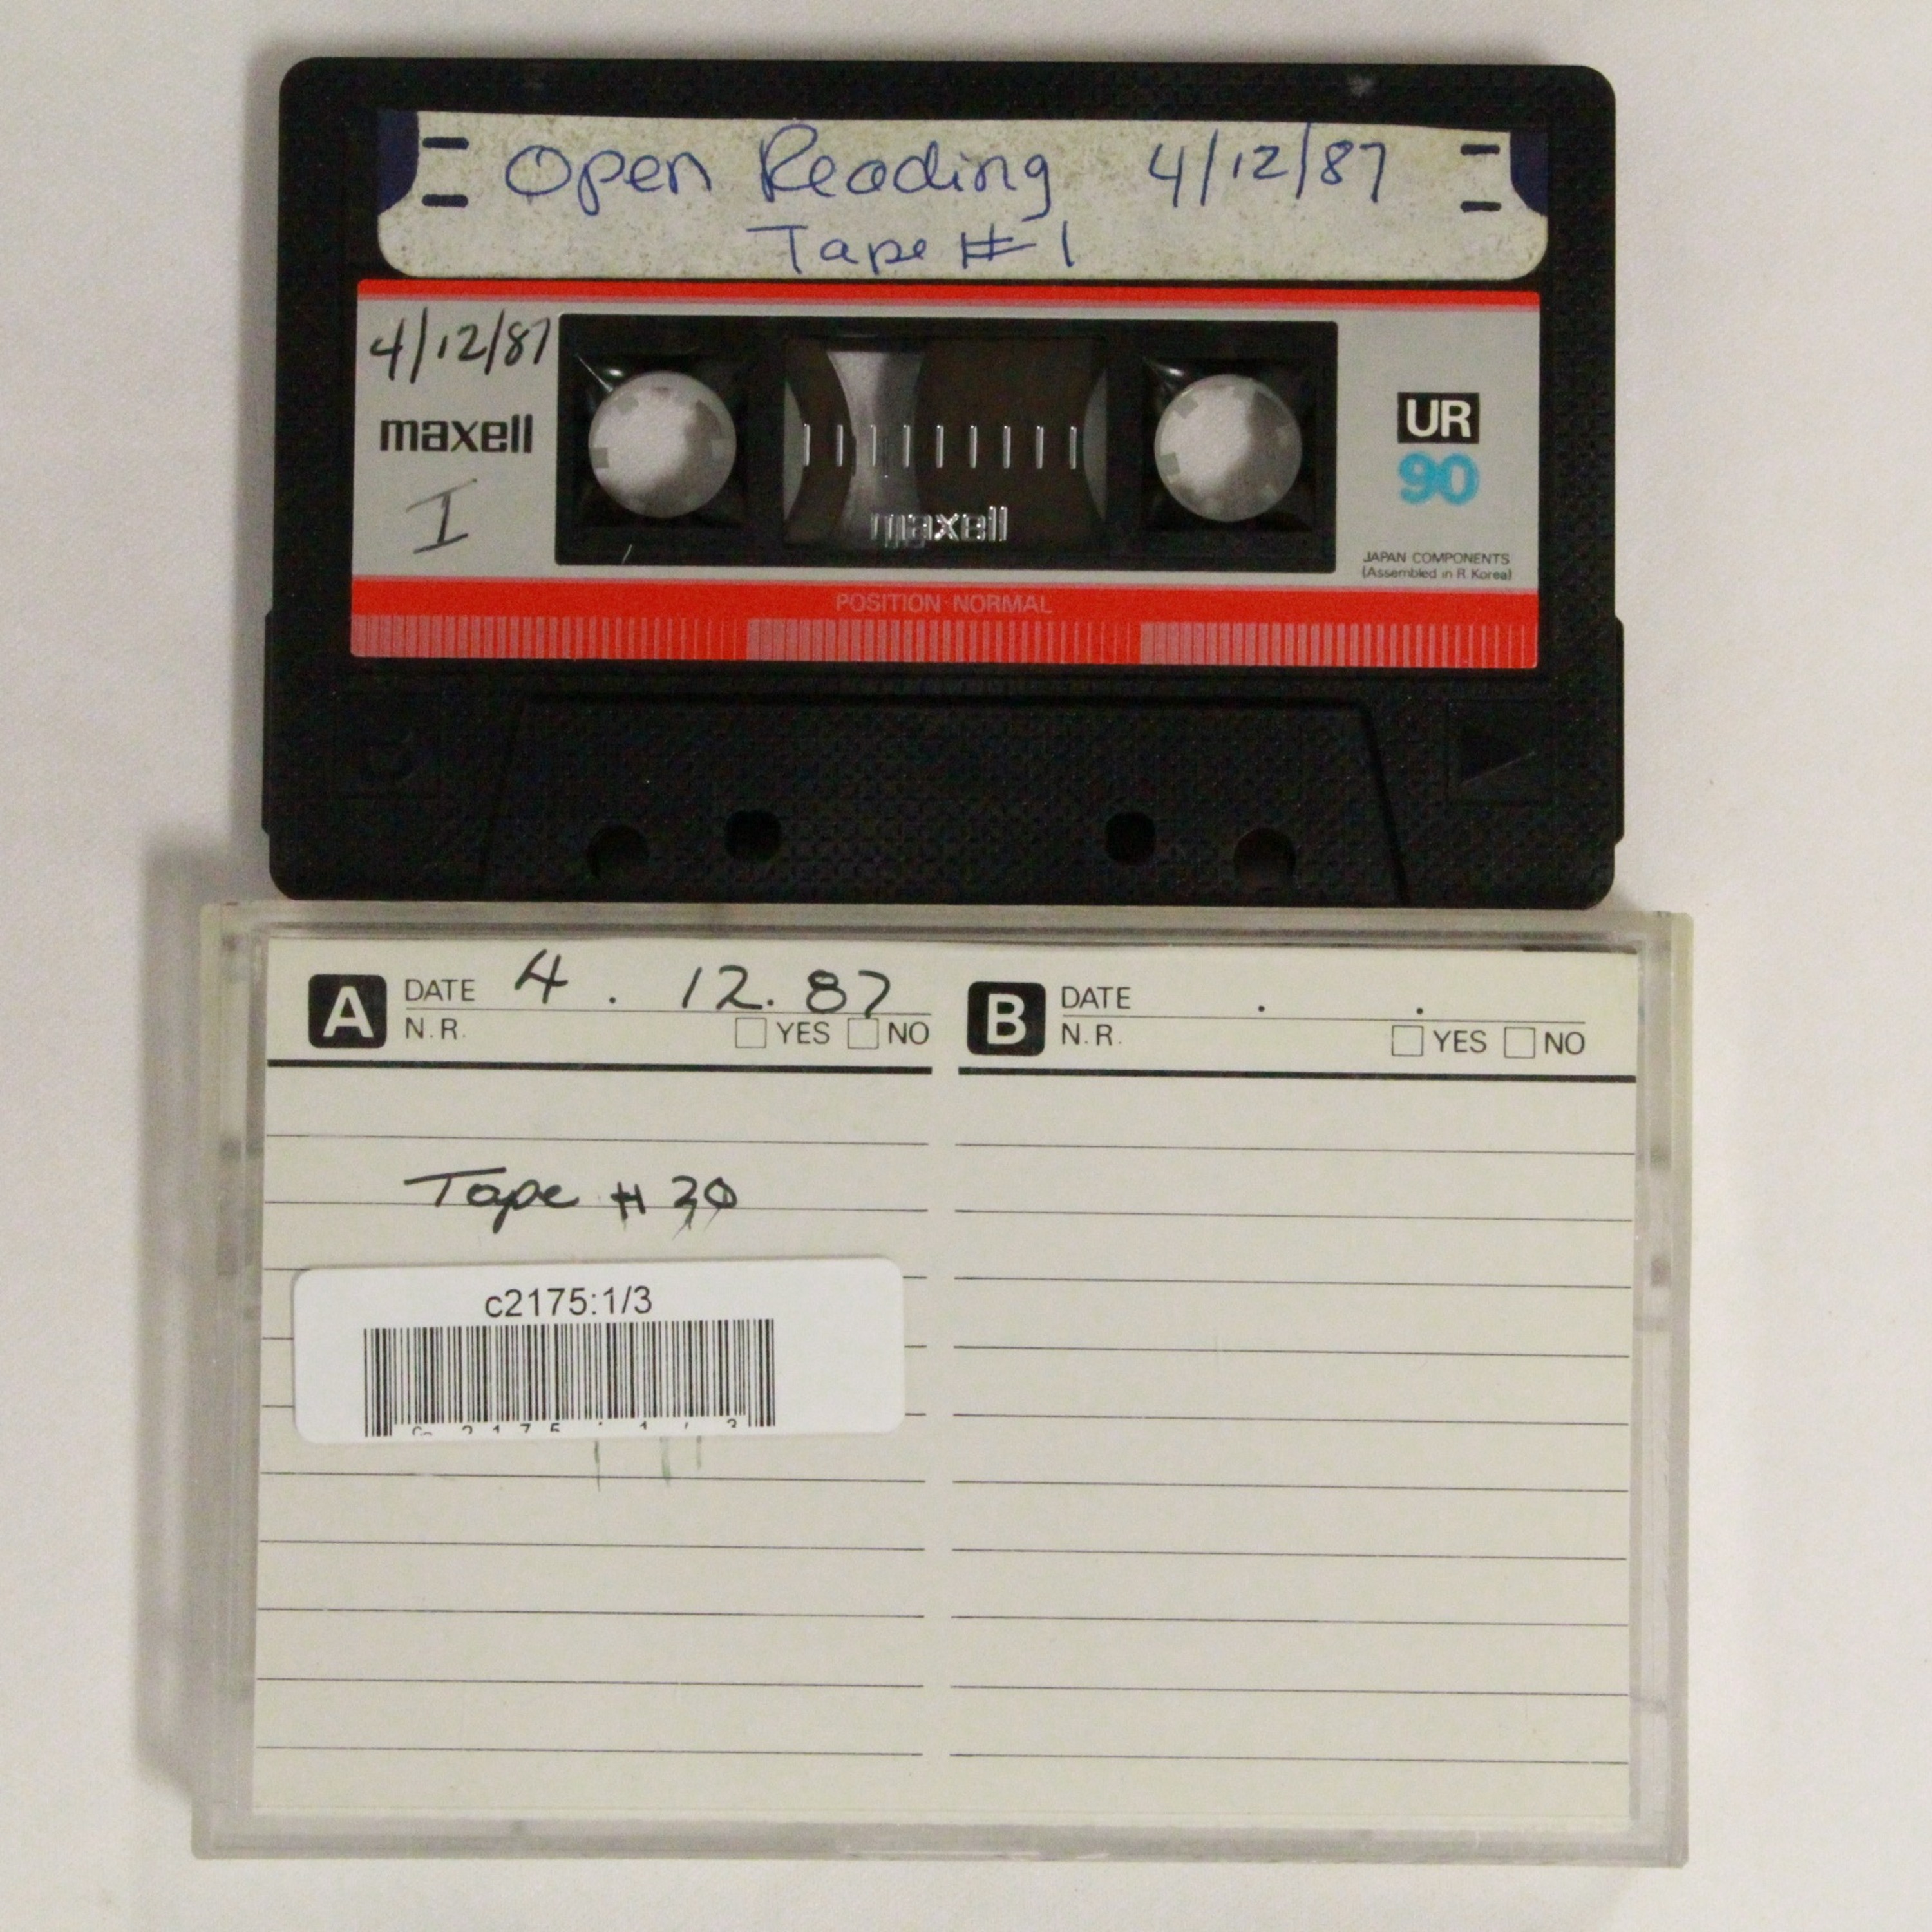 Open Reading 4/12/87
Tape #1
4/12/87
maxell
I
maxell
UR
90
JAPAN COMPONENTS
(Assembled in R. Korea)
POSITION·NORMAL
A DATE 4 . 12. 87
N.R. YES NO
B DATE . .
N.R. YES NO
Tape #
c2175:1/3